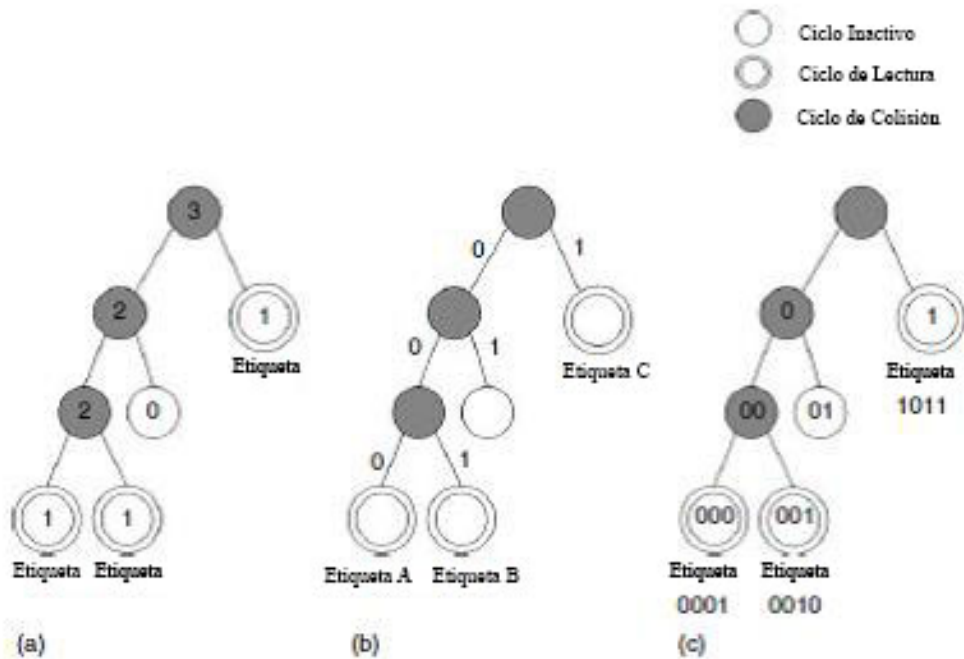 Ciclo Inactivo
Ciclo de Lectura
Ciclo de Colisión
3
2
1
Etiqueta
2
0
1
1
Etiqueta
Etiqueta
(a)
0
1
0
1
Etiqueta C
0
1
Etiqueta A
Etiqueta B
(b)
0
1
Etiqueta
1011
00
01
000
001
Etiqueta
Etiqueta
0001
0010
(c)